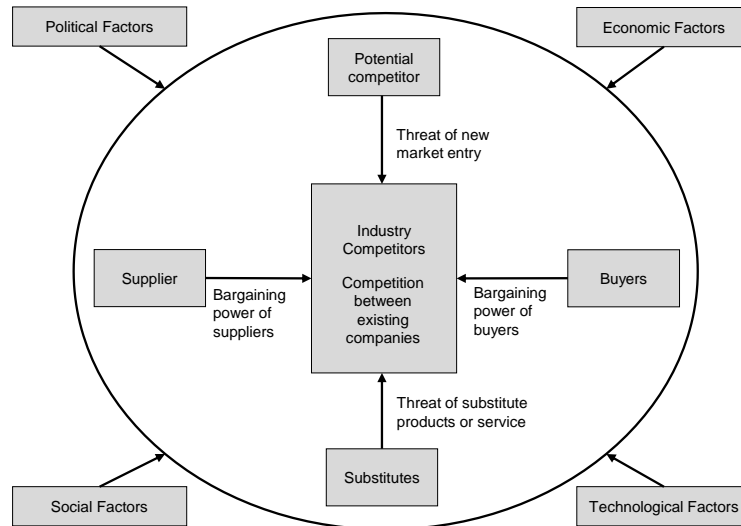 Political Factors
Economic Factors
Potential
competitor
Threat of new
market entry
Industry
Competitors
Competition
between
existing
companies
Supplier
Bargaining
power of
suppliers
Buyers
Bargaining
power of
buyers
Threat of substitute
products or service
Substitutes
Social Factors
Technological Factors